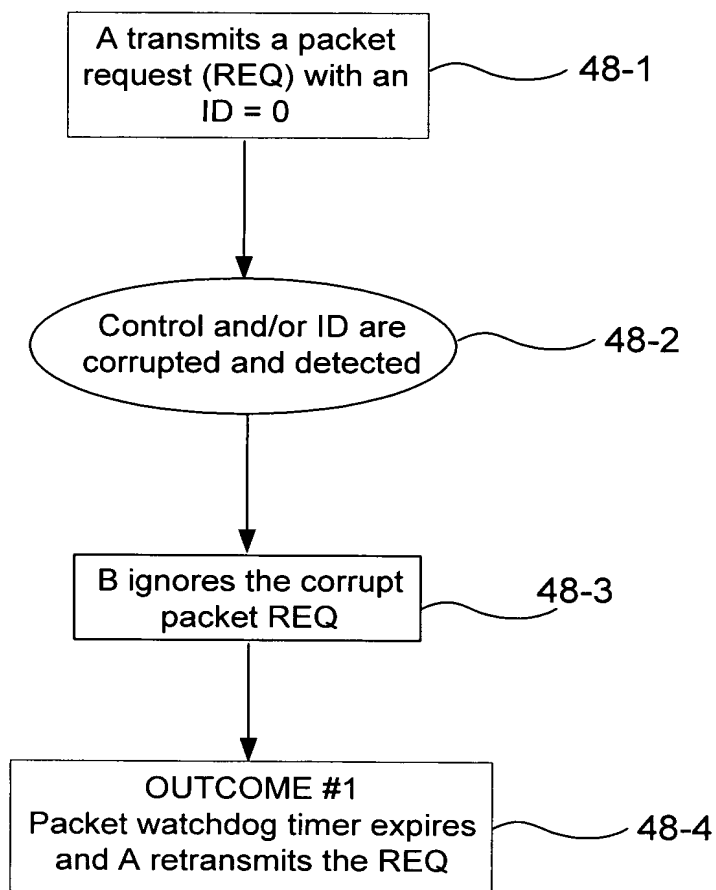 A transmits a packet
request (REQ) with an
ID = 0
48-1
Control and/or ID are
corrupted and detected
48-2
B ignores the corrupt
packet REQ
48-3
OUTCOME #1
Packet watchdog timer expires
and A retransmits the REQ
48-4